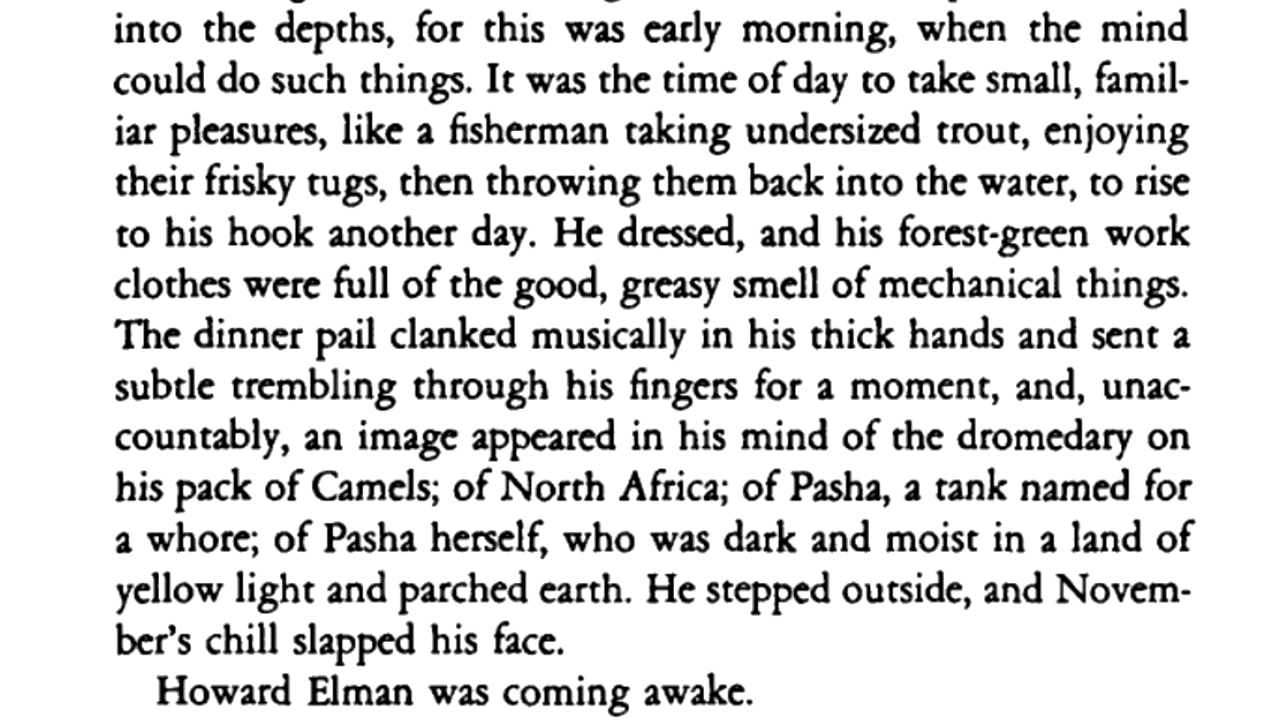 into the depths, for this was early morning, when the mind
could do such things. It was the time of day to take small, famil-
iar pleasures, like a fisherman taking undersized trout, enjoying
their frisky tugs, then throwing them back into the water, to rise
to his hook another day. He dressed, and his forest-green work
clothes were full of the good, greasy smell of mechanical things.
The dinner pail clanked musically in his thick hands and sent a
subtle trembling through his fingers for a moment, and, unac-
countably, an image appeared in his mind of the dromedary on
his pack of Camels; of North Africa; of Pasha, a tank named for
a whore; of Pasha herself, who was dark and moist in a land of
yellow light and parched earth. He stepped outside, and Novem-
ber's chill slapped his face.
Howard Elman was coming awake.